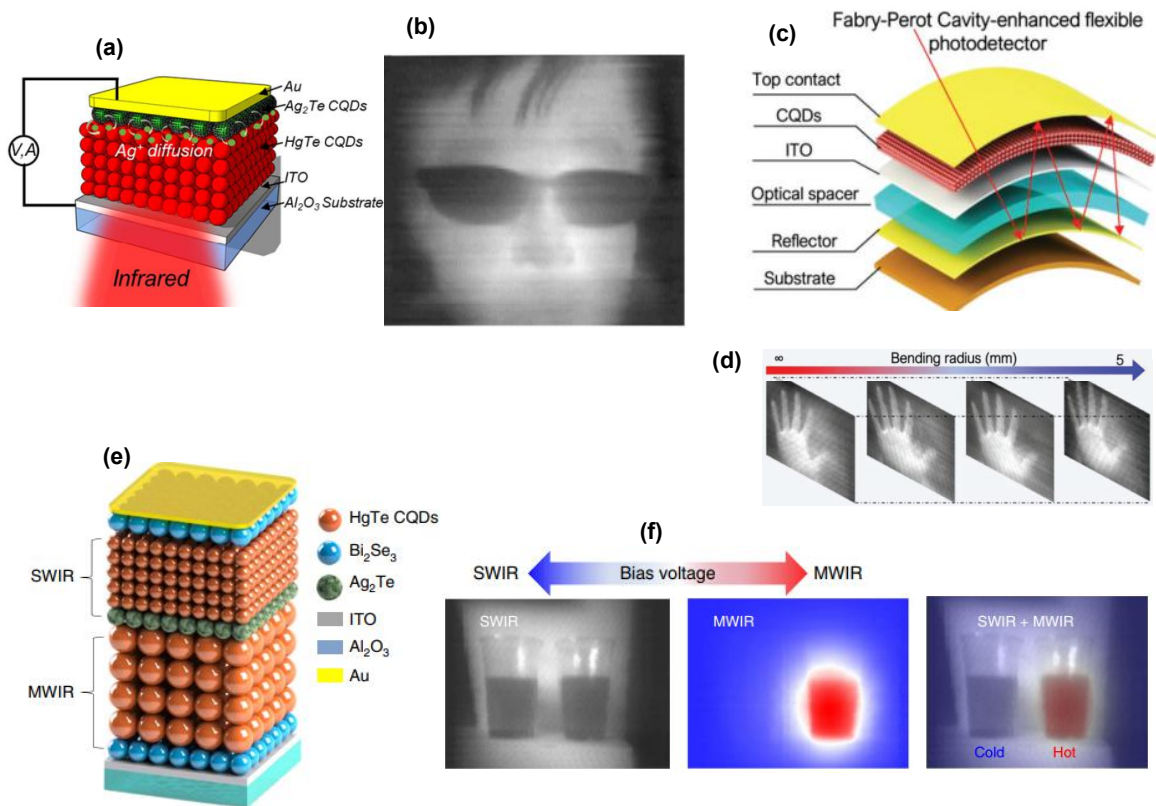 (a)
Au
Ag₂Te CQDs
HgTe CQDs
Ag⁺ diffusion
V,A
ITO
Al₂O₃ Substrate
Infrared
(b)
(c)
Fabry-Perot Cavity-enhanced flexible
photodetector
Top contact
CQDs
ITO
Optical spacer
Reflector
Substrate
(d)
∞ Bending radius (mm) 5
(e)
SWIR
MWIR
HgTe CQDs
Bi₂Se₃
Ag₂Te
ITO
Al₂O₃
Au
(f)
SWIR Bias voltage MWIR
SWIR
MWIR
SWIR + MWIR
Cold Hot